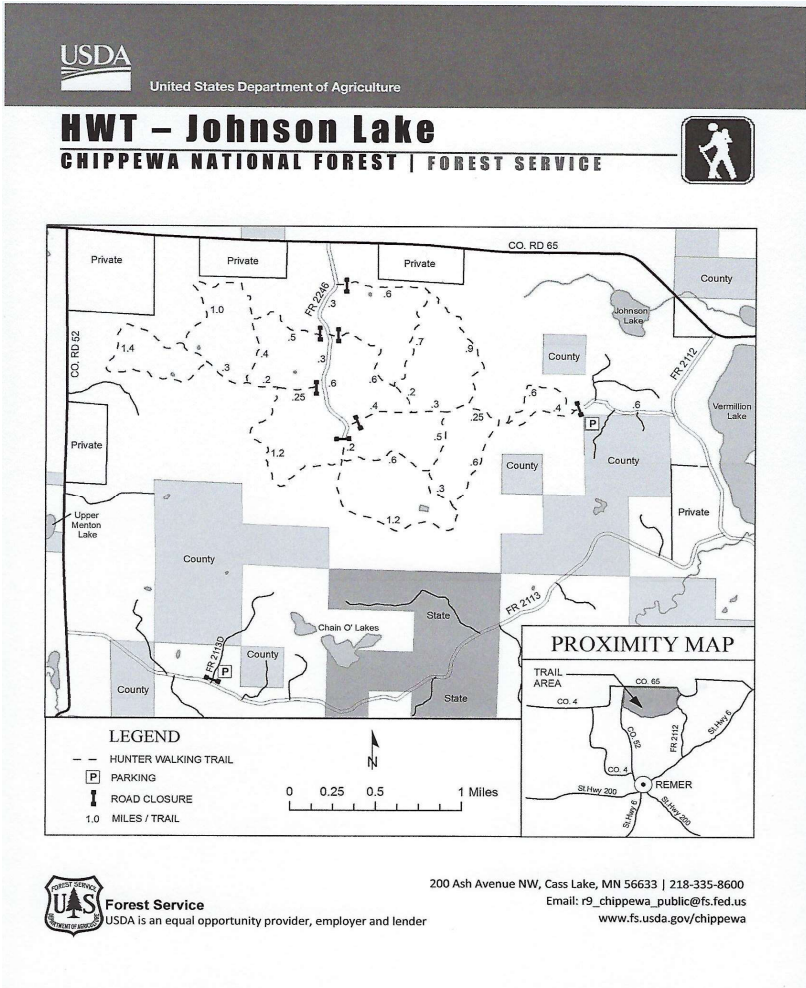 USDA
United States Department of Agriculture
HWT – Johnson Lake
CHIPPEWA NATIONAL FOREST | FOREST SERVICE
CO. RD 65
Private
Private
Private
County
FR 2246
.3
.6
1.0
Johnson
Lake
1.4
.5
.7
.9
CO. RD 52
.4
.3
County
FR 2112
.3
.2
.6
.6
.2
.6
.25
.4
.3
.25
.4
.6
P
Vermillion
Lake
Private
1.2
.2
.5
.6
.6
County
County
.3
Private
1.2
Upper
Menton
Lake
County
FR 2113
State
Chain O' Lakes
FR 2113D
P
County
County
State
PROXIMITY MAP
TRAIL
AREA
CO. 65
CO. 4
CO. 52
FR 2112
St.Hwy 6
CO. 4
REMER
St.Hwy 200
St.Hwy 6
St.Hwy 200
LEGEND
HUNTER WALKING TRAIL
P PARKING
ROAD CLOSURE
1.0 MILES / TRAIL
N
0 0.25 0.5 1 Miles
FOREST SERVICE
U S
DEPARTMENT OF AGRICULTURE
Forest Service
USDA is an equal opportunity provider, employer and lender
200 Ash Avenue NW, Cass Lake, MN 56633 | 218-335-8600
Email: r9_chippewa_public@fs.fed.us
www.fs.usda.gov/chippewa